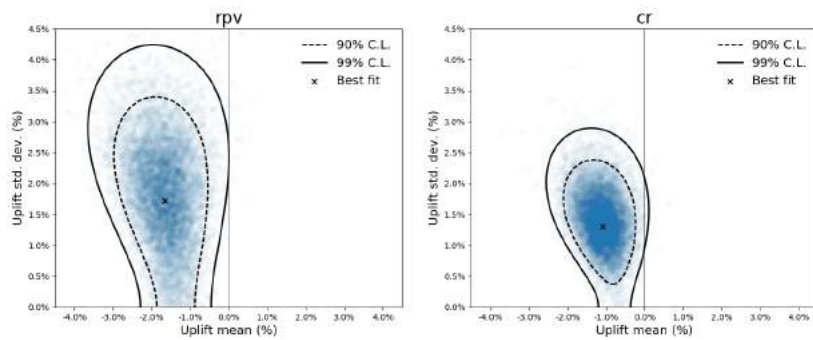 rpv
4.5%
4.0%
3.5%
3.0%
2.5%
2.0%
1.5%
1.0%
0.5%
0.0%
Uplift std. dev. (%)
90% C.L.
99% C.L.
Best fit
-4.0% -3.0% -2.0% -1.0% 0.0% 1.0% 2.0% 3.0% 4.0%
Uplift mean (%)
cr
4.5%
4.0%
3.5%
3.0%
2.5%
2.0%
1.5%
1.0%
0.5%
0.0%
Uplift std. dev. (%)
90% C.L.
99% C.L.
Best fit
-4.0% -3.0% -2.0% -1.0% 0.0% 1.0% 2.0% 3.0% 4.0%
Uplift mean (%)